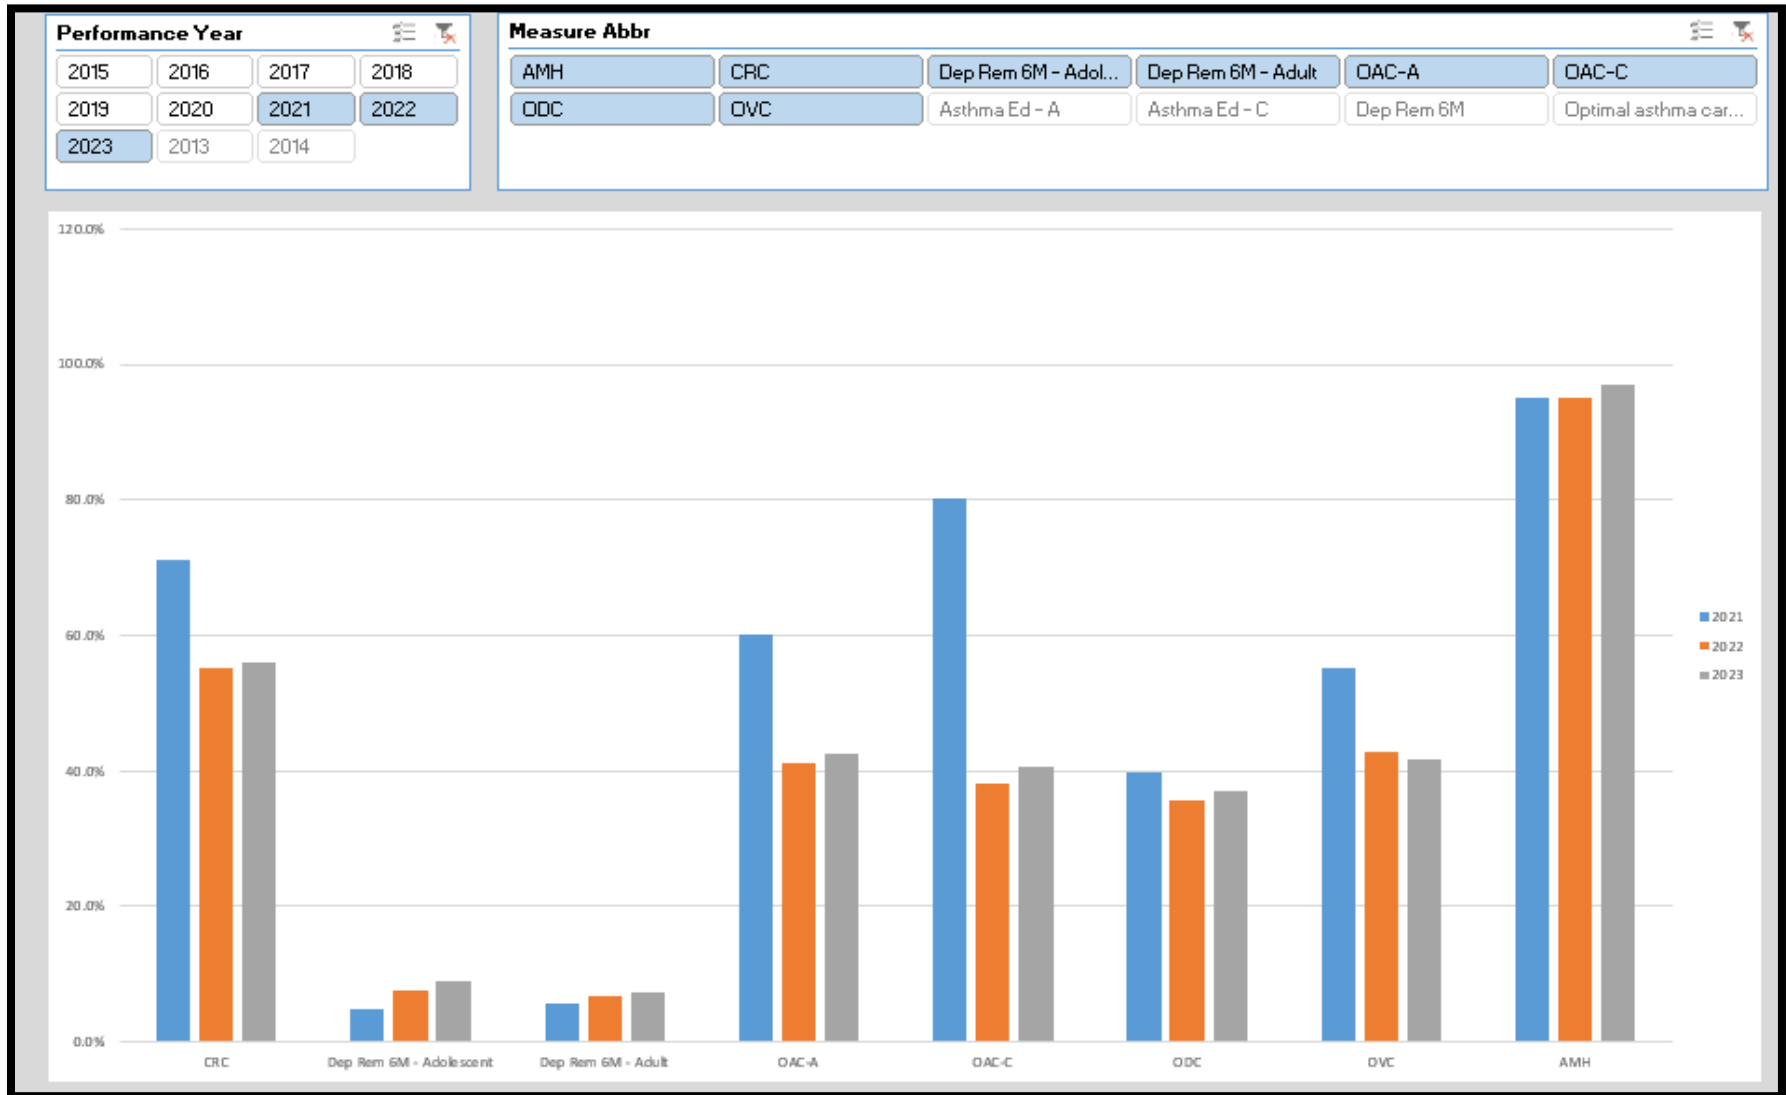 Performance Year
2015 2016 2017 2018
2019 2020 2021 2022
2023 2013 2014
Measure Abbr
AMH CRC Dep Rem 6M - Adol... Dep Rem 6M - Adult OAC-A OAC-C
ODC OVC Asthma Ed - A Asthma Ed - C Dep Rem 6M Optimal asthma car...
120.0%
100.0%
80.0%
60.0%
40.0%
20.0%
0.0%
CRC Dep Rem 6M - Adolescent Dep Rem 6M - Adult OAC-A OAC-C ODC OVC AMH
2021
2022
2023